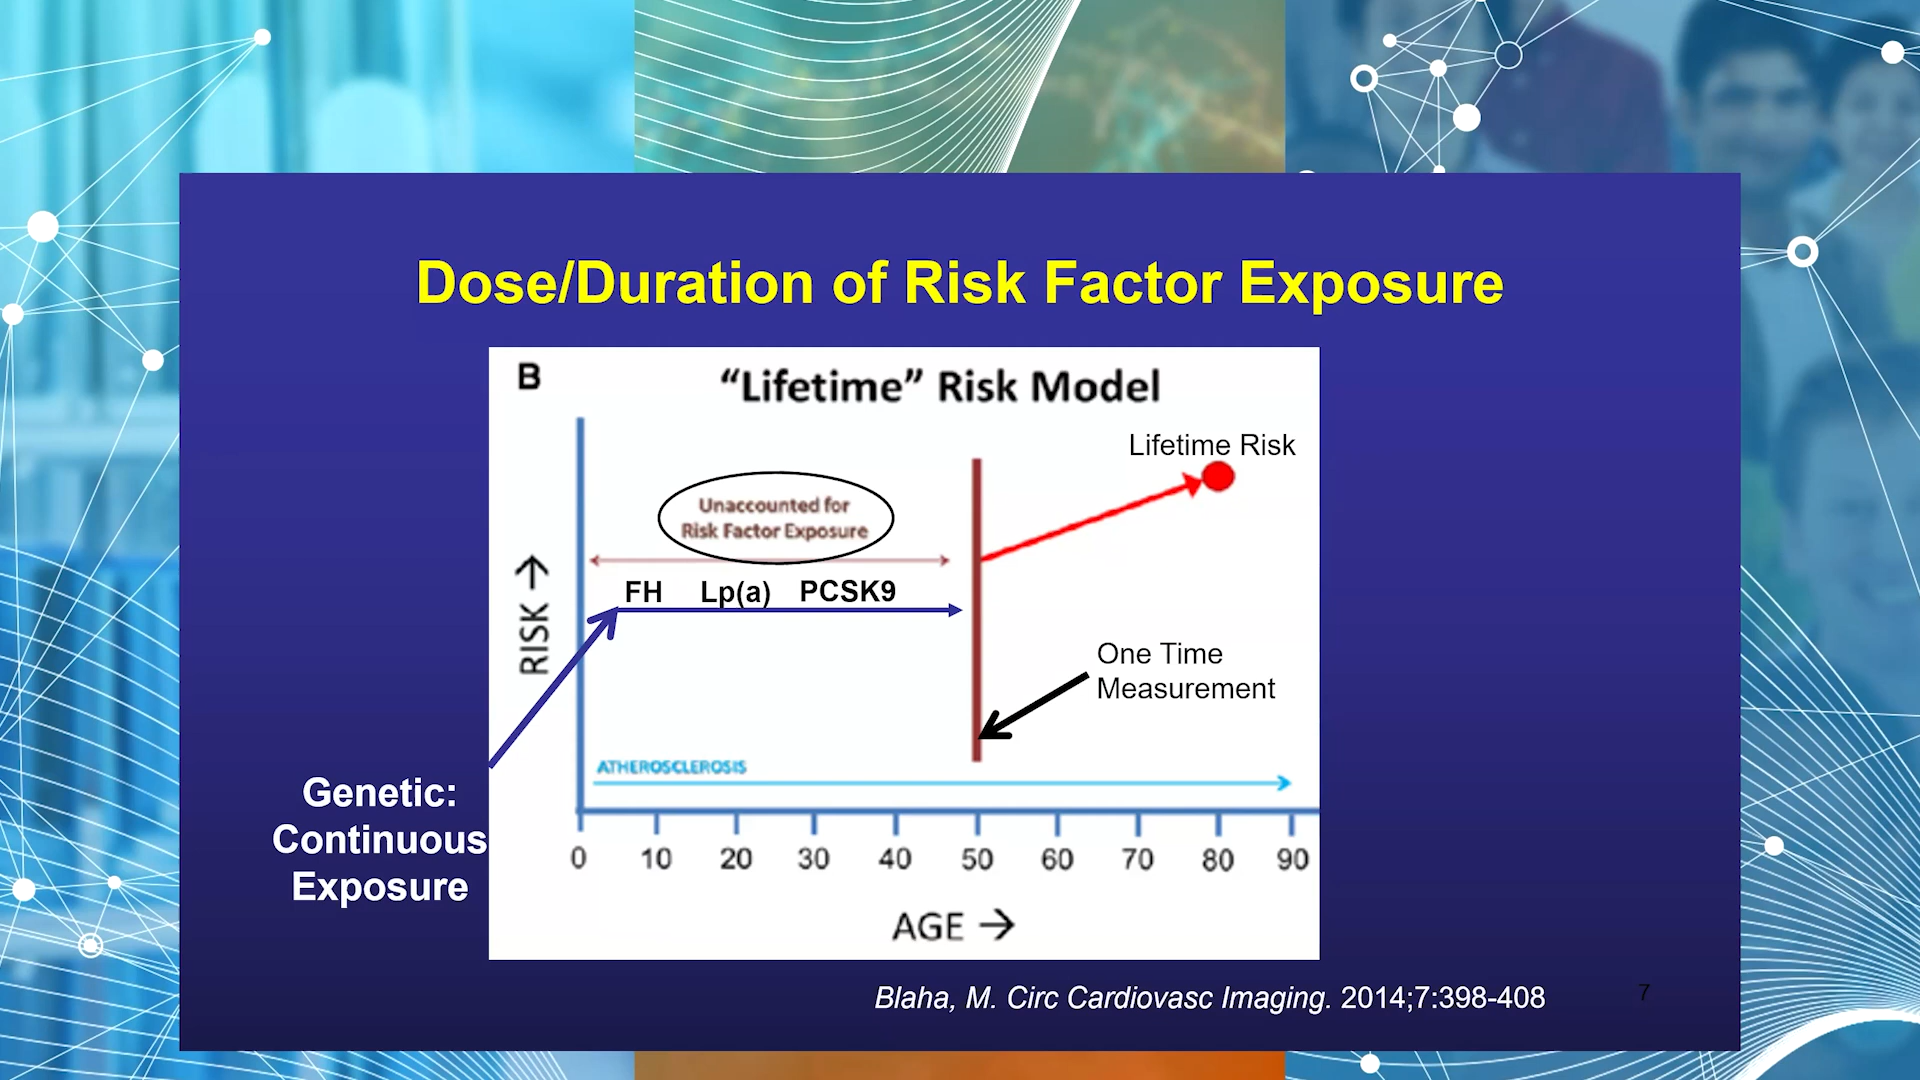 Dose/Duration of Risk Factor Exposure
B
“Lifetime” Risk Model
Lifetime Risk
Unaccounted for
Risk Factor Exposure
FH Lp(a) PCSK9
RISK →
One Time
Measurement
ATHEROSCLEROSIS
Genetic:
Continuous
Exposure
0 10 20 30 40 50 60 70 80 90
AGE →
Blaha, M. Circ Cardiovasc Imaging. 2014;7:398-408
7